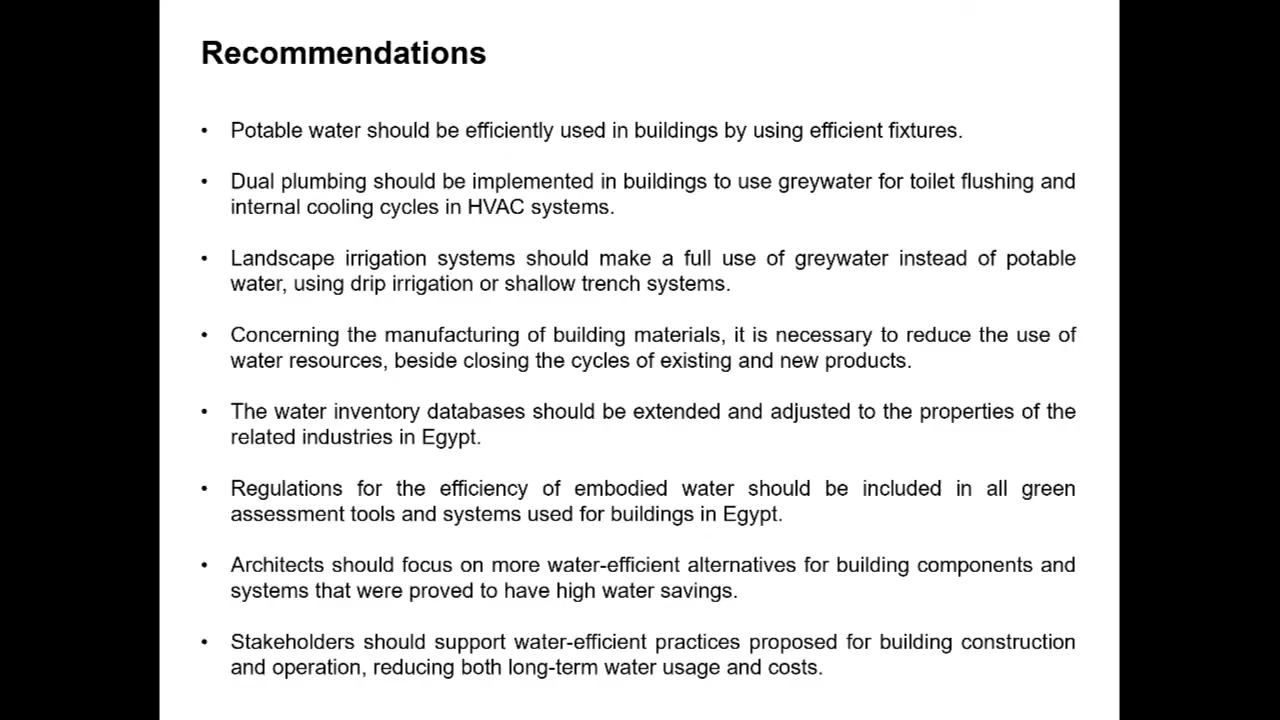 Recommendations
• Potable water should be efficiently used in buildings by using efficient fixtures.
• Dual plumbing should be implemented in buildings to use greywater for toilet flushing and
internal cooling cycles in HVAC systems.
• Landscape irrigation systems should make a full use of greywater instead of potable
water, using drip irrigation or shallow trench systems.
• Concerning the manufacturing of building materials, it is necessary to reduce the use of
water resources, beside closing the cycles of existing and new products.
• The water inventory databases should be extended and adjusted to the properties of the
related industries in Egypt.
• Regulations for the efficiency of embodied water should be included in all green
assessment tools and systems used for buildings in Egypt.
• Architects should focus on more water-efficient alternatives for building components and
systems that were proved to have high water savings.
• Stakeholders should support water-efficient practices proposed for building construction
and operation, reducing both long-term water usage and costs.